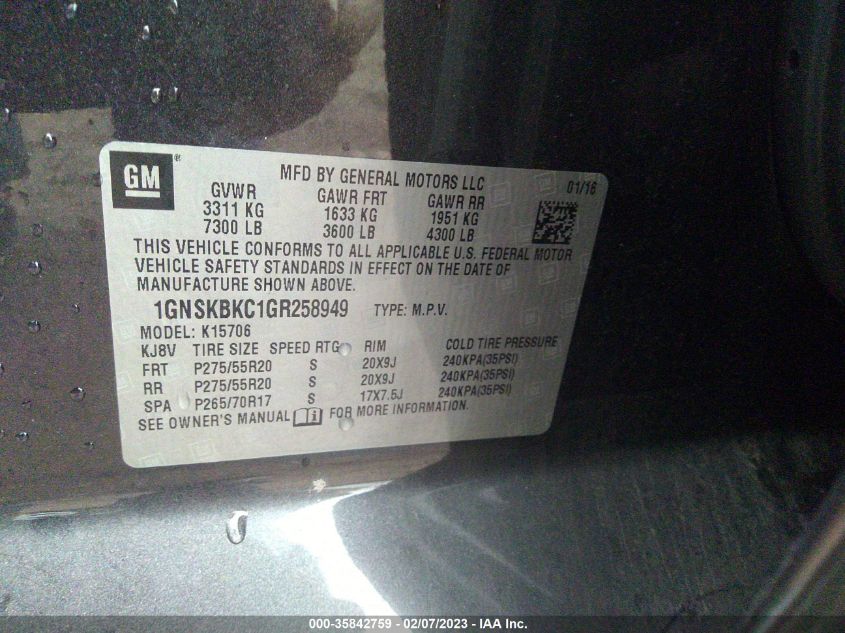 GM ®
MFD BY GENERAL MOTORS LLC
01/16
GVWR GAWR FRT GAWR RR
3311 KG 1633 KG 1951 KG
7300 LB 3600 LB 4300 LB
THIS VEHICLE CONFORMS TO ALL APPLICABLE U.S. FEDERAL MOTOR
VEHICLE SAFETY STANDARDS IN EFFECT ON THE DATE OF
MANUFACTURE SHOWN ABOVE.
1GNSKBKC1GR258949 TYPE: M.P.V.
MODEL: K15706
KJ8V TIRE SIZE SPEED RTG RIM COLD TIRE PRESSURE
FRT P275/55R20 S 20X9J 240KPA(35PSI)
RR P275/55R20 S 20X9J 240KPA(35PSI)
SPA P265/70R17 S 17X7.5J 240KPA(35PSI)
SEE OWNER'S MANUAL FOR MORE INFORMATION.
000-35842759 - 02/07/2023 - IAA Inc.